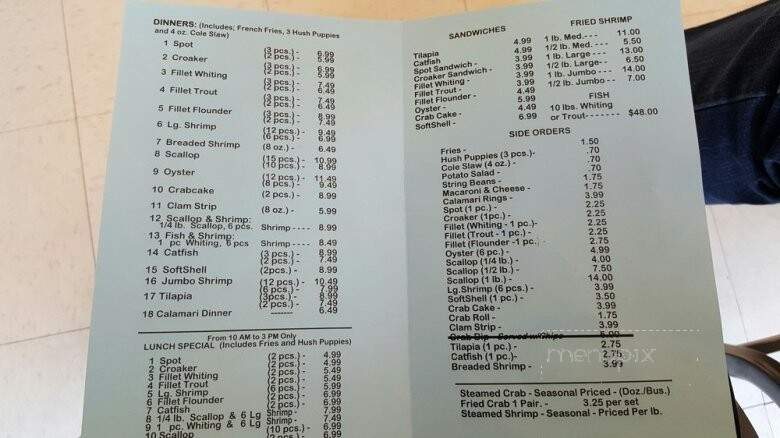 DINNERS: (Includes; French Fries, 3 Hush Puppies
and 4 oz. Cole Slaw)
1 Spot (3 pcs.) - 6.99
(2 pcs.) - 5.99
2 Croaker (3 pcs.) - 6.99
(2 pcs.) - 5.99
3 Fillet Whiting (3 pcs.) - 7.49
(2 pcs.) - 6.49
4 Fillet Trout (3 pcs.) - 7.49
(2 pcs.) - 6.49
5 Fillet Flounder (3 pcs.) - 8.99
(2 pcs.) - 7.49
6 Lg. Shrimp (12 pcs.) - 9.49
(6 pcs.) - 6.99
7 Breaded Shrimp (8 oz.) - 6.49
8 Scallop (15 pcs.) - 10.99
(10 pcs.) - 8.99
9 Oyster (12 pcs.) - 11.49
(8 pcs.) - 9.49
10 Crabcake (2 pcs.) - 8.99
11 Clam Strip (8 oz.) - 5.99
12 Scallop & Shrimp:
1/4 lb. Scallop, 6 pcs. Shrimp ---- 8.99
13 Fish & Shrimp:
1 pc Whiting, 6 pcs Shrimp ---- 8.49
14 Catfish (3 pcs.) - 8.99
(2 pcs.) - 7.49
15 SoftShell (2pcs.) - 8.99
16 Jumbo Shrimp (12 pcs.) - 10.49
(6 pcs.) - 7.99
17 Tilapia (3pcs.) - 8.99
(2 pcs.) - 7.49
18 Calamari Dinner ------- 6.49
From 10 AM to 3 PM Only
LUNCH SPECIAL (Includes Fries and Hush Puppies)
1 Spot (2 pcs.) - 4.99
2 Croaker (2 pcs.) - 4.99
3 Fillet Whiting (2 pcs.) - 5.49
4 Fillet Trout (2 pcs.) - 5.49
5 Lg. Shrimp (6 pcs.) - 5.99
6 Fillet Flounder (2 pcs.) - 6.99
7 Catfish (2 pcs.) - 6.99
8 1/4 lb. Scallop & 6 Lg Shrimp - 7.99
9 1 pc. Whiting & 6 Lg Shrimp - 7.49
10 Scallop (10 pcs.) - 6.99
SANDWICHES
Tilapia 4.99
Catfish 4.99
Spot Sandwich - 3.99
Croaker Sandwich - 3.99
Fillet Whiting - 3.99
Fillet Trout - 4.49
Fillet Flounder - 5.99
Oyster - 4.49
Crab Cake -
SoftShell - 6.99
FRIED SHRIMP
1 lb. Med.--- 11.00
1/2 lb. Med.--- 5.50
1 lb. Large-- 13.00
1/2 lb. Large-- 6.50
1 lb. Jumbo--- 14.00
1/2 lb. Jumbo-- 7.00
FISH
10 lbs. Whiting
or Trout------- $48.00
SIDE ORDERS
Fries - 1.50
Hush Puppies (3 pcs.)- .70
Cole Slaw (4 oz.) - .70
Potato Salad - .70
String Beans - 1.75
Macaroni & Cheese - 1.75
Calamari Rings - 3.99
Spot (1 pc.) - 2.25
Croaker (1pc.) - 2.25
Fillet (Whiting - 1 pc.)- 2.25
Fillet (Trout - 1 pc.) - 2.25
Fillet (Flounder -1 pc. 2.75
Oyster (6 pc.) - 4.99
Scallop (1/4 lb.) - 4.00
Scallop (1/2 lb.) - 7.50
Scallop (1 lb.) - 14.00
Lg.Shrimp (6 pcs.) - 3.99
SoftShell (1 pc.) - 3.50
Crab Cake - 3.99
Crab Roll - 1.75
Clam Strip - 3.99
Crab Dip - Served w/Chips 5.00
Tilapia (1 pc.) - 2.75
Catfish (1 pc.)- 2.75
Breaded Shrimp - 3.99
menupix
Steamed Crab - Seasonal Priced - (Doz./Bus.)
Fried Crab 1 Pair. - 3.25 per set
Steamed Shrimp - Seasonal - Priced Per lb.